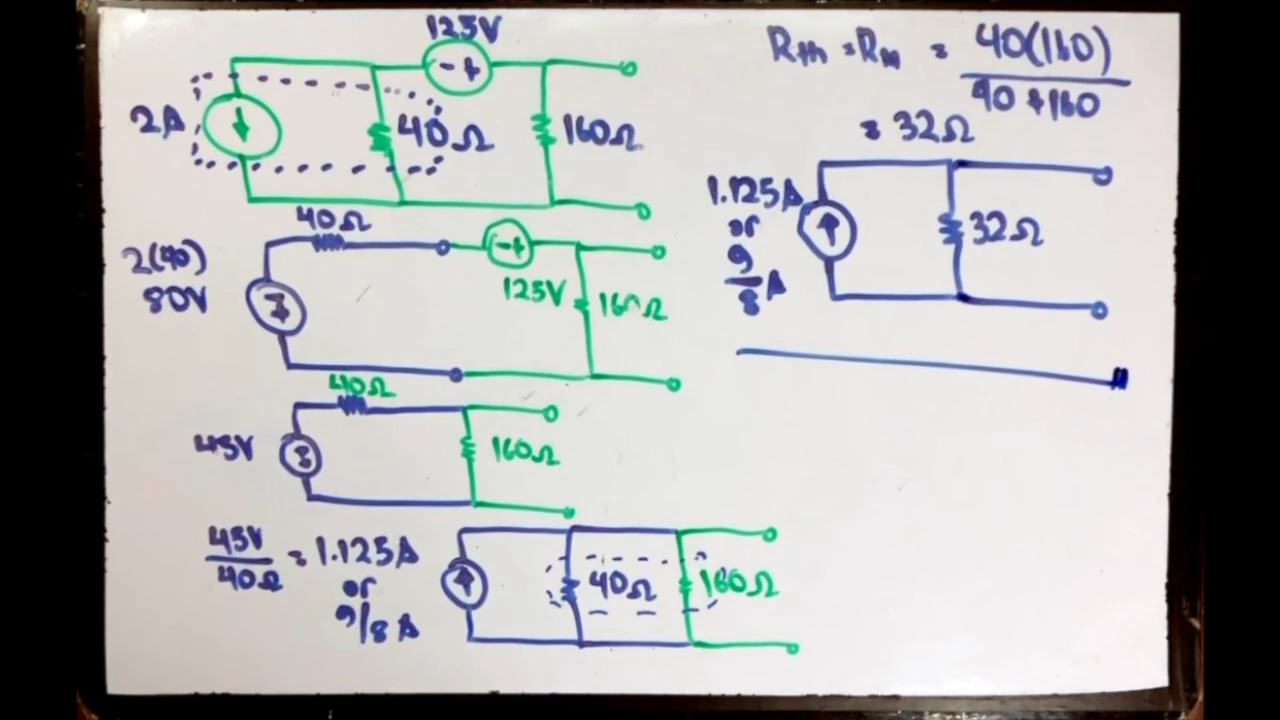 125V
- +
2A
40Ω
160Ω
40Ω
2(40)
80V
- +
125V
160Ω
40Ω
45V
160Ω
45V
40Ω
= 1.125A
or
9/8 A
40Ω
160Ω
Rth = RN = 40(160)
40 + 160
= 32Ω
1.125A
or
9
8 A
32Ω